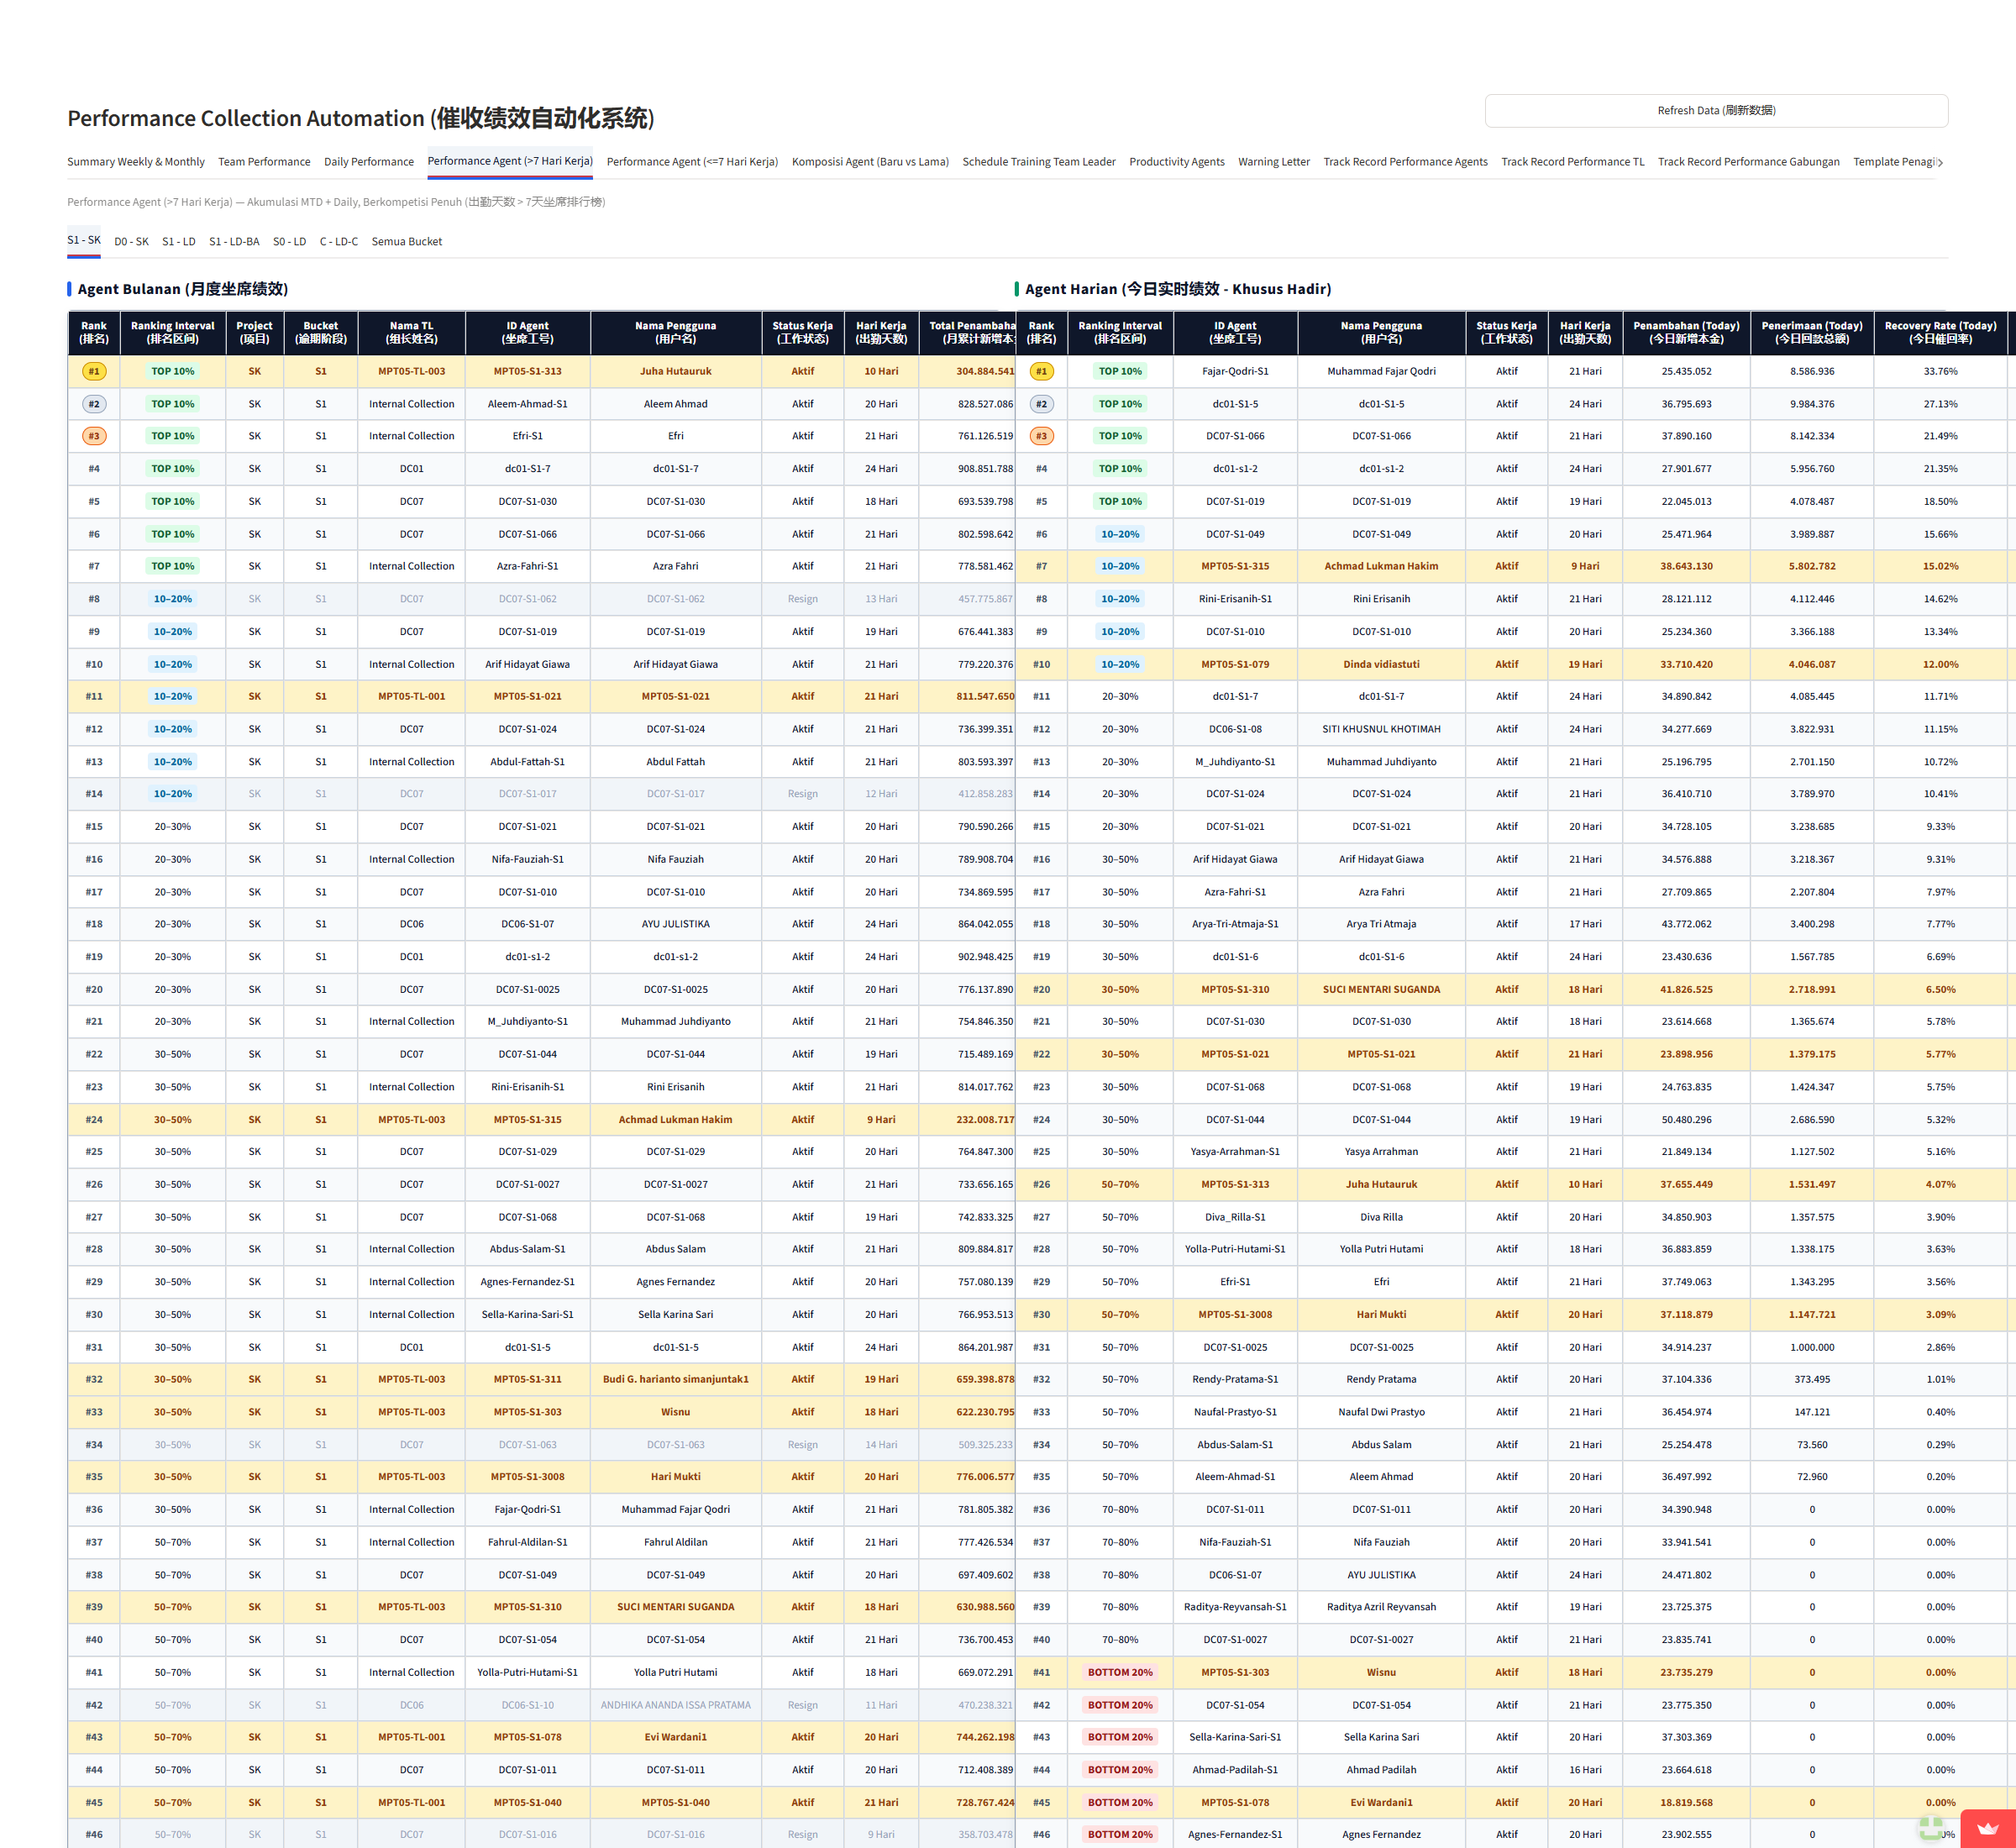 Performance Collection Automation (催收绩效自动化系统)
Refresh Data (刷新数据)
Summary Weekly & Monthly Team Performance Daily Performance Performance Agent (>7 Hari Kerja) Performance Agent (<=7 Hari Kerja) Komposisi Agent (Baru vs Lama) Schedule Training Team Leader Productivity Agents Warning Letter Track Record Performance Agents Track Record Performance TL Track Record Performance Gabungan Template Penagi
Performance Agent (>7 Hari Kerja) — Akumulasi MTD + Daily, Berkompetisi Penuh (出勤天数 > 7天坐席排行榜)
S1 - SK D0 - SK S1 - LD S1 - LD-BA S0 - LD C - LD-C Semua Bucket
Agent Bulanan (月度坐席绩效)
Rank Ranking Interval Project Bucket Nama TL ID Agent Nama Pengguna Status Kerja Hari Kerja Total Penambaha
(排名) (排名区间) (项目) (逾期阶段) (组长姓名) (坐席工号) (用户名) (工作状态) (出勤天数) (月累计新增本
#1 TOP 10% SK S1 MPT05-TL-003 MPT05-S1-313 Juha Hutauruk Aktif 10 Hari 304.884.541
#2 TOP 10% SK S1 Internal Collection Aleem-Ahmad-S1 Aleem Ahmad Aktif 20 Hari 828.527.086
#3 TOP 10% SK S1 Internal Collection Efri-S1 Efri Aktif 21 Hari 761.126.519
#4 TOP 10% SK S1 DC01 dc01-S1-7 dc01-S1-7 Aktif 24 Hari 908.851.788
#5 TOP 10% SK S1 DC07 DC07-S1-030 DC07-S1-030 Aktif 18 Hari 693.539.798
#6 TOP 10% SK S1 DC07 DC07-S1-066 DC07-S1-066 Aktif 21 Hari 802.598.642
#7 TOP 10% SK S1 Internal Collection Azra-Fahri-S1 Azra Fahri Aktif 21 Hari 778.581.462
#8 10–20% SK S1 DC07 DC07-S1-062 DC07-S1-062 Resign 13 Hari 457.775.867
#9 10–20% SK S1 DC07 DC07-S1-019 DC07-S1-019 Aktif 19 Hari 676.441.383
#10 10–20% SK S1 Internal Collection Arif Hidayat Giawa Arif Hidayat Giawa Aktif 21 Hari 779.220.376
#11 10–20% SK S1 MPT05-TL-001 MPT05-S1-021 MPT05-S1-021 Aktif 21 Hari 811.547.650
#12 10–20% SK S1 DC07 DC07-S1-024 DC07-S1-024 Aktif 21 Hari 736.399.351
#13 10–20% SK S1 Internal Collection Abdul-Fattah-S1 Abdul Fattah Aktif 21 Hari 803.593.397
#14 10–20% SK S1 DC07 DC07-S1-017 DC07-S1-017 Resign 12 Hari 412.858.283
#15 20–30% SK S1 DC07 DC07-S1-021 DC07-S1-021 Aktif 20 Hari 790.590.266
#16 20–30% SK S1 Internal Collection Nifa-Fauziah-S1 Nifa Fauziah Aktif 20 Hari 789.908.704
#17 20–30% SK S1 DC07 DC07-S1-010 DC07-S1-010 Aktif 20 Hari 734.869.595
#18 20–30% SK S1 DC06 DC06-S1-07 AYU JULISTIKA Aktif 24 Hari 864.042.055
#19 20–30% SK S1 DC01 dc01-s1-2 dc01-s1-2 Aktif 24 Hari 902.948.425
#20 20–30% SK S1 DC07 DC07-S1-0025 DC07-S1-0025 Aktif 20 Hari 776.137.890
#21 20–30% SK S1 Internal Collection M_Juhdiyanto-S1 Muhammad Juhdiyanto Aktif 21 Hari 754.846.350
#22 30–50% SK S1 DC07 DC07-S1-044 DC07-S1-044 Aktif 19 Hari 715.489.169
#23 30–50% SK S1 Internal Collection Rini-Erisanih-S1 Rini Erisanih Aktif 21 Hari 814.017.762
#24 30–50% SK S1 MPT05-TL-003 MPT05-S1-315 Achmad Lukman Hakim Aktif 9 Hari 232.008.717
#25 30–50% SK S1 DC07 DC07-S1-029 DC07-S1-029 Aktif 20 Hari 764.847.300
#26 30–50% SK S1 DC07 DC07-S1-0027 DC07-S1-0027 Aktif 21 Hari 733.656.165
#27 30–50% SK S1 DC07 DC07-S1-068 DC07-S1-068 Aktif 19 Hari 742.833.325
#28 30–50% SK S1 Internal Collection Abdus-Salam-S1 Abdus Salam Aktif 21 Hari 809.884.817
#29 30–50% SK S1 Internal Collection Agnes-Fernandez-S1 Agnes Fernandez Aktif 20 Hari 757.080.139
#30 30–50% SK S1 Internal Collection Sella-Karina-Sari-S1 Sella Karina Sari Aktif 20 Hari 766.953.513
#31 30–50% SK S1 DC01 dc01-S1-5 dc01-S1-5 Aktif 24 Hari 864.201.987
#32 30–50% SK S1 MPT05-TL-003 MPT05-S1-311 Budi G. harianto simanjuntak1 Aktif 19 Hari 659.398.878
#33 30–50% SK S1 MPT05-TL-003 MPT05-S1-303 Wisnu Aktif 18 Hari 622.230.795
#34 30–50% SK S1 DC07 DC07-S1-063 DC07-S1-063 Resign 14 Hari 509.325.233
#35 30–50% SK S1 MPT05-TL-003 MPT05-S1-3008 Hari Mukti Aktif 20 Hari 776.006.577
#36 30–50% SK S1 Internal Collection Fajar-Qodri-S1 Muhammad Fajar Qodri Aktif 21 Hari 781.805.382
#37 50–70% SK S1 Internal Collection Fahrul-Aldilan-S1 Fahrul Aldilan Aktif 21 Hari 777.426.534
#38 50–70% SK S1 DC07 DC07-S1-049 DC07-S1-049 Aktif 20 Hari 697.409.602
#39 50–70% SK S1 MPT05-TL-003 MPT05-S1-310 SUCI MENTARI SUGANDA Aktif 18 Hari 630.988.560
#40 50–70% SK S1 DC07 DC07-S1-054 DC07-S1-054 Aktif 21 Hari 736.700.453
#41 50–70% SK S1 Internal Collection Yolla-Putri-Hutami-S1 Yolla Putri Hutami Aktif 18 Hari 669.072.291
#42 50–70% SK S1 DC06 DC06-S1-10 ANDHIKA ANANDA ISSA PRATAMA Resign 11 Hari 470.238.321
#43 50–70% SK S1 MPT05-TL-001 MPT05-S1-078 Evi Wardani1 Aktif 20 Hari 744.262.198
#44 50–70% SK S1 DC07 DC07-S1-011 DC07-S1-011 Aktif 20 Hari 712.408.389
#45 50–70% SK S1 MPT05-TL-001 MPT05-S1-040 MPT05-S1-040 Aktif 21 Hari 728.767.424
#46 50–70% SK S1 DC07 DC07-S1-016 DC07-S1-016 Resign 9 Hari 358.703.478
Agent Harian (今日实时绩效 - Khusus Hadir)
Rank Ranking Interval ID Agent Nama Pengguna Status Kerja Hari Kerja Penambahan (Today) Penerimaan (Today) Recovery Rate (Today)
(排名) (排名区间) (坐席工号) (用户名) (工作状态) (出勤天数) (今日新增本金) (今日回款总额) (今日催回率)
#1 TOP 10% Fajar-Qodri-S1 Muhammad Fajar Qodri Aktif 21 Hari 25.435.052 8.586.936 33.76%
#2 TOP 10% dc01-S1-5 dc01-S1-5 Aktif 24 Hari 36.795.693 9.984.376 27.13%
#3 TOP 10% DC07-S1-066 DC07-S1-066 Aktif 21 Hari 37.890.160 8.142.334 21.49%
#4 TOP 10% dc01-s1-2 dc01-s1-2 Aktif 24 Hari 27.901.677 5.956.760 21.35%
#5 TOP 10% DC07-S1-019 DC07-S1-019 Aktif 19 Hari 22.045.013 4.078.487 18.50%
#6 10–20% DC07-S1-049 DC07-S1-049 Aktif 20 Hari 25.471.964 3.989.887 15.66%
#7 10–20% MPT05-S1-315 Achmad Lukman Hakim Aktif 9 Hari 38.643.130 5.802.782 15.02%
#8 10–20% Rini-Erisanih-S1 Rini Erisanih Aktif 21 Hari 28.121.112 4.112.446 14.62%
#9 10–20% DC07-S1-010 DC07-S1-010 Aktif 20 Hari 25.234.360 3.366.188 13.34%
#10 10–20% MPT05-S1-079 Dinda vidiastuti Aktif 19 Hari 33.710.420 4.046.087 12.00%
#11 20–30% dc01-S1-7 dc01-S1-7 Aktif 24 Hari 34.890.842 4.085.445 11.71%
#12 20–30% DC06-S1-08 SITI KHUSNUL KHOTIMAH Aktif 24 Hari 34.277.669 3.822.931 11.15%
#13 20–30% M_Juhdiyanto-S1 Muhammad Juhdiyanto Aktif 21 Hari 25.196.795 2.701.150 10.72%
#14 20–30% DC07-S1-024 DC07-S1-024 Aktif 21 Hari 36.410.710 3.789.970 10.41%
#15 20–30% DC07-S1-021 DC07-S1-021 Aktif 20 Hari 34.728.105 3.238.685 9.33%
#16 30–50% Arif Hidayat Giawa Arif Hidayat Giawa Aktif 21 Hari 34.576.888 3.218.367 9.31%
#17 30–50% Azra-Fahri-S1 Azra Fahri Aktif 21 Hari 27.709.865 2.207.804 7.97%
#18 30–50% Arya-Tri-Atmaja-S1 Arya Tri Atmaja Aktif 17 Hari 43.772.062 3.400.298 7.77%
#19 30–50% dc01-S1-6 dc01-S1-6 Aktif 24 Hari 23.430.636 1.567.785 6.69%
#20 30–50% MPT05-S1-310 SUCI MENTARI SUGANDA Aktif 18 Hari 41.826.525 2.718.991 6.50%
#21 30–50% DC07-S1-030 DC07-S1-030 Aktif 18 Hari 23.614.668 1.365.674 5.78%
#22 30–50% MPT05-S1-021 MPT05-S1-021 Aktif 21 Hari 23.898.956 1.379.175 5.77%
#23 30–50% DC07-S1-068 DC07-S1-068 Aktif 19 Hari 24.763.835 1.424.347 5.75%
#24 30–50% DC07-S1-044 DC07-S1-044 Aktif 19 Hari 50.480.296 2.686.590 5.32%
#25 30–50% Yasya-Arrahman-S1 Yasya Arrahman Aktif 21 Hari 21.849.134 1.127.502 5.16%
#26 50–70% MPT05-S1-313 Juha Hutauruk Aktif 10 Hari 37.655.449 1.531.497 4.07%
#27 50–70% Diva_Rilla-S1 Diva Rilla Aktif 20 Hari 34.850.903 1.357.575 3.90%
#28 50–70% Yolla-Putri-Hutami-S1 Yolla Putri Hutami Aktif 18 Hari 36.883.859 1.338.175 3.63%
#29 50–70% Efri-S1 Efri Aktif 21 Hari 37.749.063 1.343.295 3.56%
#30 50–70% MPT05-S1-3008 Hari Mukti Aktif 20 Hari 37.118.879 1.147.721 3.09%
#31 50–70% DC07-S1-0025 DC07-S1-0025 Aktif 20 Hari 34.914.237 1.000.000 2.86%
#32 50–70% Rendy-Pratama-S1 Rendy Pratama Aktif 20 Hari 37.104.336 373.495 1.01%
#33 50–70% Naufal-Prastyo-S1 Naufal Dwi Prastyo Aktif 21 Hari 36.454.974 147.121 0.40%
#34 50–70% Abdus-Salam-S1 Abdus Salam Aktif 21 Hari 25.254.478 73.560 0.29%
#35 50–70% Aleem-Ahmad-S1 Aleem Ahmad Aktif 20 Hari 36.497.992 72.960 0.20%
#36 70–80% DC07-S1-011 DC07-S1-011 Aktif 20 Hari 34.390.948 0 0.00%
#37 70–80% Nifa-Fauziah-S1 Nifa Fauziah Aktif 20 Hari 33.941.541 0 0.00%
#38 70–80% DC06-S1-07 AYU JULISTIKA Aktif 24 Hari 24.471.802 0 0.00%
#39 70–80% Raditya-Reyvansah-S1 Raditya Azril Reyvansah Aktif 19 Hari 23.725.375 0 0.00%
#40 70–80% DC07-S1-0027 DC07-S1-0027 Aktif 21 Hari 23.835.741 0 0.00%
#41 BOTTOM 20% MPT05-S1-303 Wisnu Aktif 18 Hari 23.735.279 0 0.00%
#42 BOTTOM 20% DC07-S1-054 DC07-S1-054 Aktif 21 Hari 23.775.350 0 0.00%
#43 BOTTOM 20% Sella-Karina-Sari-S1 Sella Karina Sari Aktif 20 Hari 37.303.369 0 0.00%
#44 BOTTOM 20% Ahmad-Padilah-S1 Ahmad Padilah Aktif 16 Hari 23.664.618 0 0.00%
#45 BOTTOM 20% MPT05-S1-078 Evi Wardani1 Aktif 20 Hari 18.819.568 0 0.00%
#46 BOTTOM 20% Agnes-Fernandez-S1 Agnes Fernandez Aktif 20 Hari 23.902.555 0